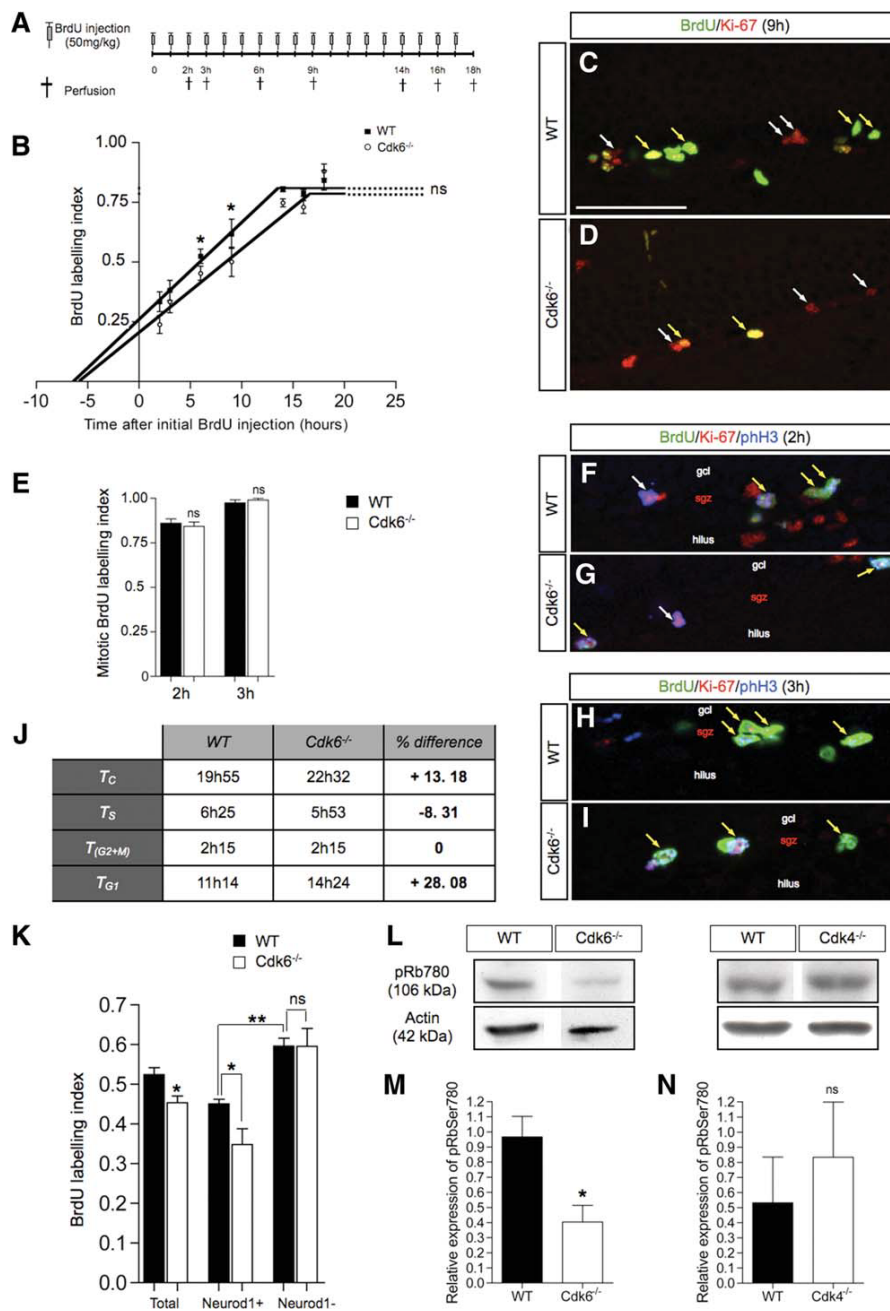 A
BrdU injection
(50mg/kg)
0 2h 3h 6h 9h 14h 16h 18h
Perfusion
B
WT
Cdk6-/-
BrdU labelling index
1.00
0.75
0.5
0.25
* *
ns
-10 -5 0 5 10 15 20 25
Time after initial BrdU injection (hours)
BrdU/Ki-67 (9h)
WT
C
Cdk6-/-
D
E
Mitotic BrdU labelling index
1.00
0.75
0.5
0.25
0
ns ns
WT
Cdk6-/-
2h 3h
BrdU/Ki-67/phH3 (2h)
WT
F
gcl
sgz
hilus
Cdk6-/-
G
gcl
sgz
hilus
BrdU/Ki-67/phH3 (3h)
WT
H
gcl
sgz
hilus
Cdk6-/-
I
gcl
sgz
hilus
J
WT Cdk6-/- % difference
TC 19h55 22h32 + 13. 18
TS 6h25 5h53 -8. 31
T(G2+M) 2h15 2h15 0
TG1 11h14 14h24 + 28. 08
K
WT
Cdk6-/-
BrdU labelling index
0.7
0.6
0.5
0.4
0.3
0.2
0.1
0.0
* * ** ns
Total Neurod1+ Neurod1-
L
WT Cdk6-/- WT Cdk4-/-
pRb780
(106 kDa)
Actin
(42 kDa)
M
Relative expression of pRbSer780
1.2
1.1
1.0
0.9
0.8
0.7
0.6
0.5
0.4
0.3
0.2
0.1
0.0
*
WT Cdk6-/-
N
Relative expression of pRbSer780
1.2
1.1
1.0
0.9
0.8
0.7
0.6
0.5
0.4
0.3
0.2
0.1
0.0
ns
WT Cdk4-/-